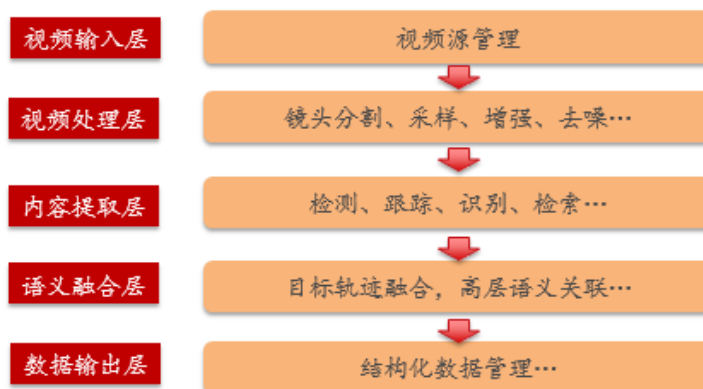 视频输入层
视频源管理
视频处理层
镜头分割、采样、增强、去噪…
内容提取层
检测、跟踪、识别、检索…
语义融合层
目标轨迹融合，高层语义关联…
数据输出层
结构化数据管理…